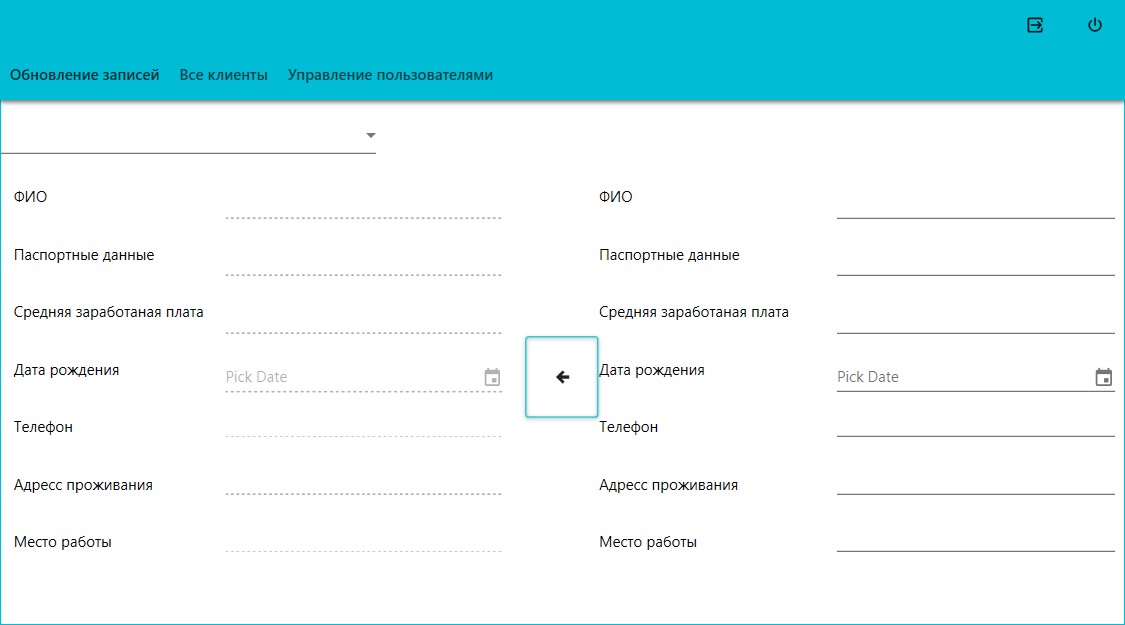 Обновление записей Все клиенты Управление пользователями
ФИО ФИО
Паспортные данные Паспортные данные
Средняя заработаная плата Средняя заработаная плата
Дата рождения Pick Date Дата рождения Pick Date
Телефон Телефон
Адресс проживания Адресс проживания
Место работы Место работы